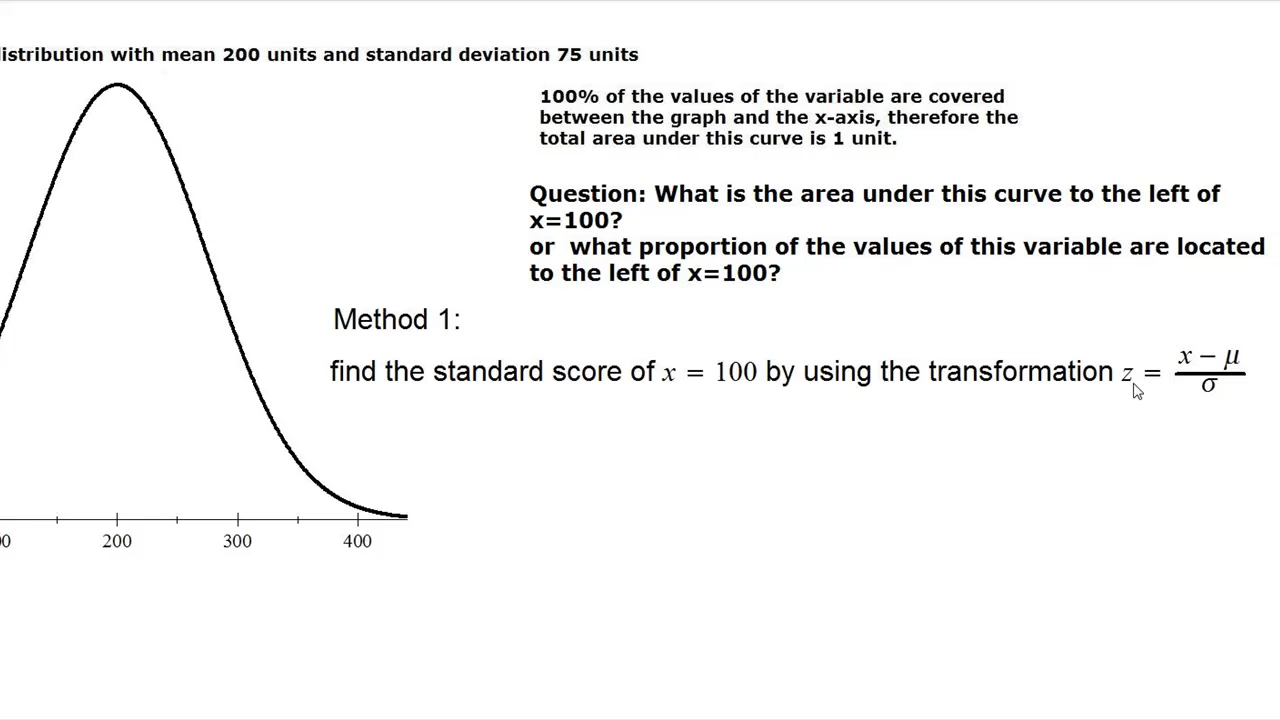 istribution with mean 200 units and standard deviation 75 units
100% of the values of the variable are covered
between the graph and the x-axis, therefore the
total area under this curve is 1 unit.
Question: What is the area under this curve to the left of
x=100?
or what proportion of the values of this variable are located
to the left of x=100?
Method 1:
find the standard score of x = 100 by using the transformation z = (x − μ)/σ
0 200 300 400